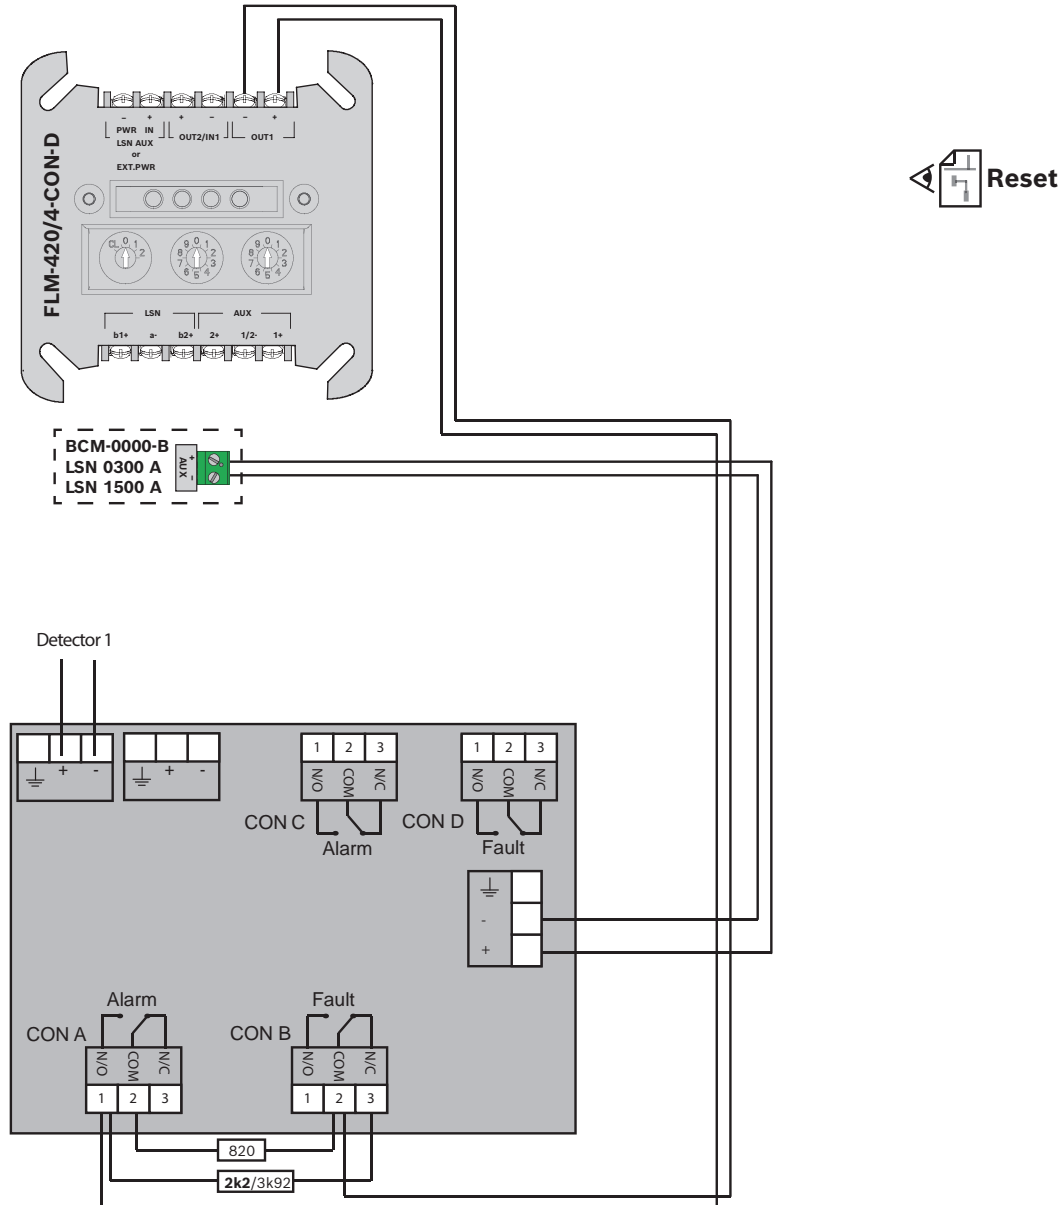 – + + – – +
PWR IN OUT2/IN1 OUT1
LSN AUX
or
EXT.PWR
FLM-420/4-CON-D
CL 0 1 2
9 0 1 2 3 4 5 6 7 8
9 0 1 2 3 4 5 6 7 8
LSN AUX
b1+ a- b2+ 2+ 1/2- 1+
Reset
BCM-0000-B
LSN 0300 A
LSN 1500 A
+ AUX –
Detector 1
+ - + -
1 2 3 1 2 3
N/O COM N/C N/O COM N/C
CON C CON D
Alarm Fault
-
+
Alarm Fault
CON A CON B
N/O COM N/C N/O COM N/C
1 2 3 1 2 3
820
2k2/3k92